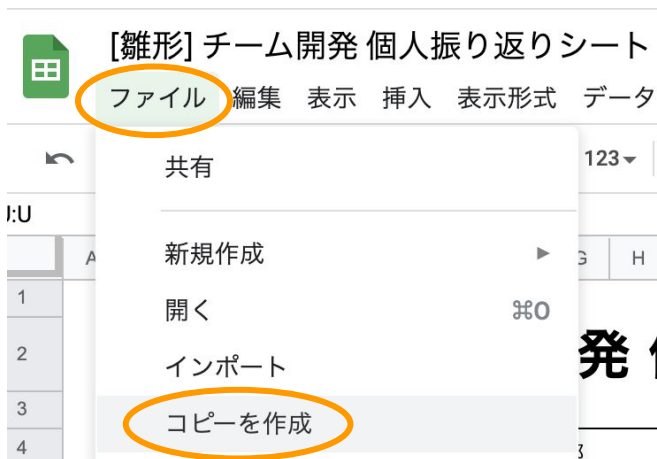 [雛形] チーム開発 個人振り返りシート
ファイル 編集 表示 挿入 表示形式 データ
共有 123
J:U
新規作成
A G H
1
開く ⌘O
2 発
インポート
3
コピーを作成
4